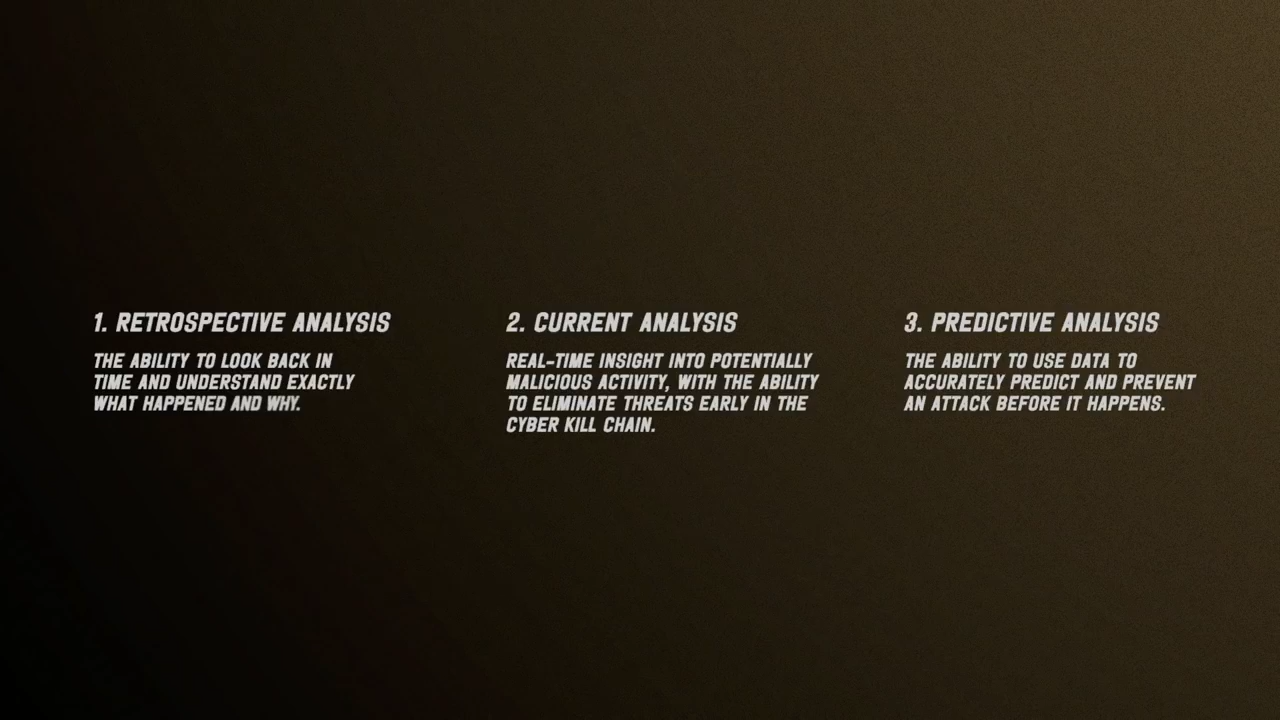 1. RETROSPECTIVE ANALYSIS
THE ABILITY TO LOOK BACK IN
TIME AND UNDERSTAND EXACTLY
WHAT HAPPENED AND WHY.
2. CURRENT ANALYSIS
REAL-TIME INSIGHT INTO POTENTIALLY
MALICIOUS ACTIVITY, WITH THE ABILITY
TO ELIMINATE THREATS EARLY IN THE
CYBER KILL CHAIN.
3. PREDICTIVE ANALYSIS
THE ABILITY TO USE DATA TO
ACCURATELY PREDICT AND PREVENT
AN ATTACK BEFORE IT HAPPENS.